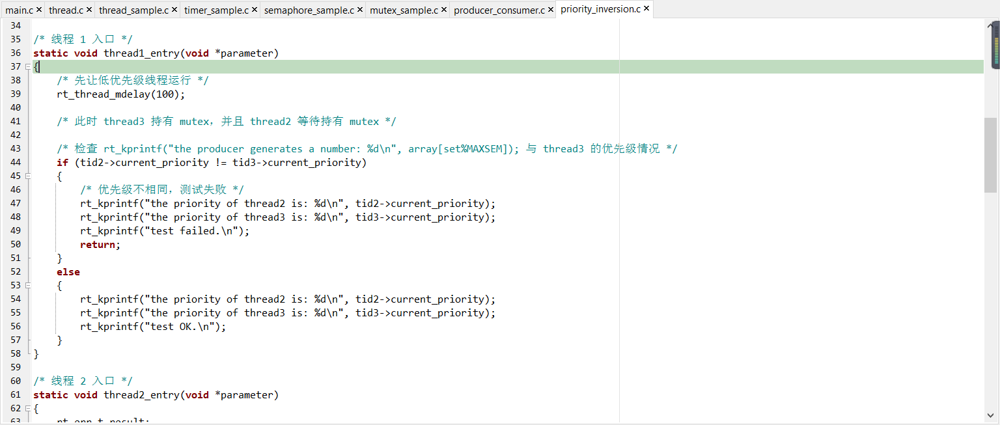 main.c thread.c thread_sample.c timer_sample.c semaphore_sample.c mutex_sample.c producer_consumer.c priority_inversion.c
34
35 /* 线程 1 入口 */
36 static void thread1_entry(void *parameter)
37 {
38 /* 先让低优先级线程运行 */
39 rt_thread_mdelay(100);
40
41 /* 此时 thread3 持有 mutex，并且 thread2 等待持有 mutex */
42
43 /* 检查 rt_kprintf("the producer generates a number: %d\n", array[set%MAXSEM]); 与 thread3 的优先级情况 */
44 if (tid2->current_priority != tid3->current_priority)
45 {
46 /* 优先级不相同，测试失败 */
47 rt_kprintf("the priority of thread2 is: %d\n", tid2->current_priority);
48 rt_kprintf("the priority of thread3 is: %d\n", tid3->current_priority);
49 rt_kprintf("test failed.\n");
50 return;
51 }
52 else
53 {
54 rt_kprintf("the priority of thread2 is: %d\n", tid2->current_priority);
55 rt_kprintf("the priority of thread3 is: %d\n", tid3->current_priority);
56 rt_kprintf("test OK.\n");
57 }
58 }
59
60 /* 线程 2 入口 */
61 static void thread2_entry(void *parameter)
62 {
63 rt_err_t result;